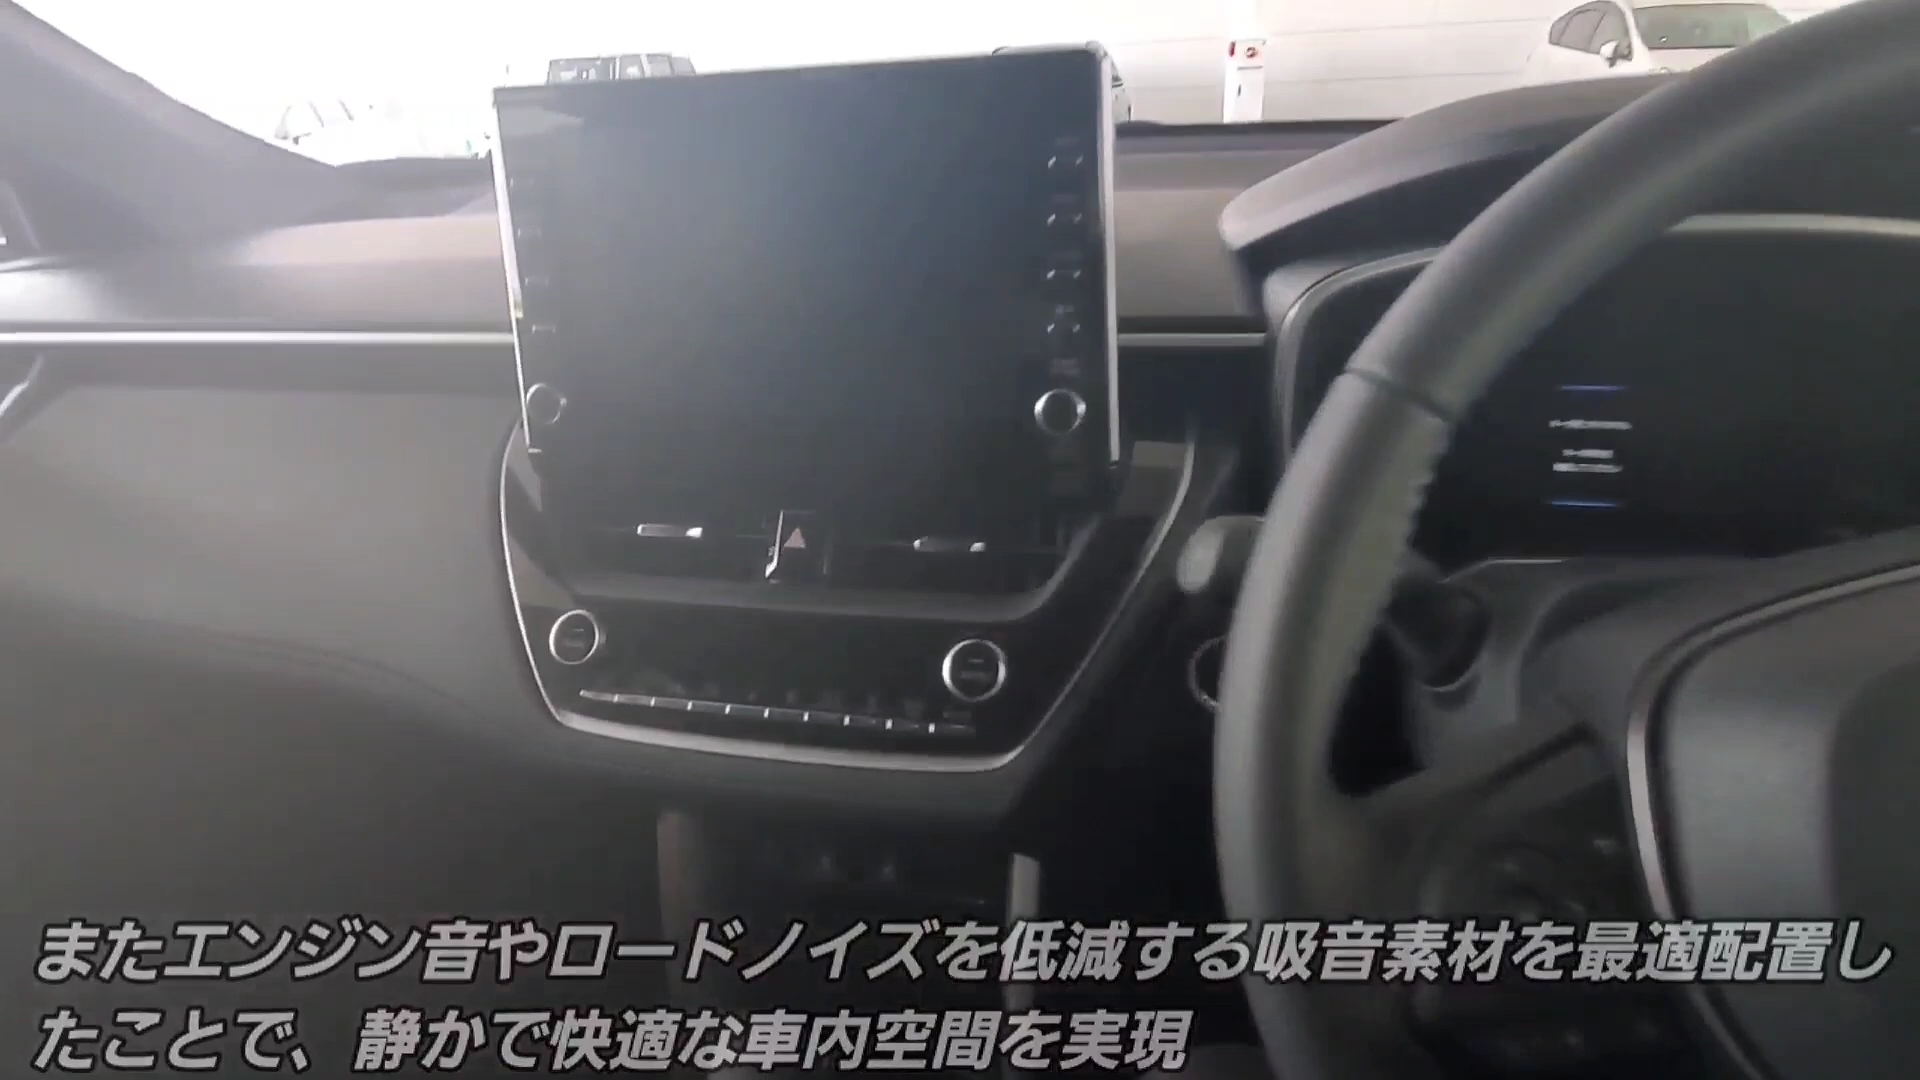 またエンジン音やロードノイズを低減する吸音素材を最適配置し
たことで、静かで快適な車内空間を実現